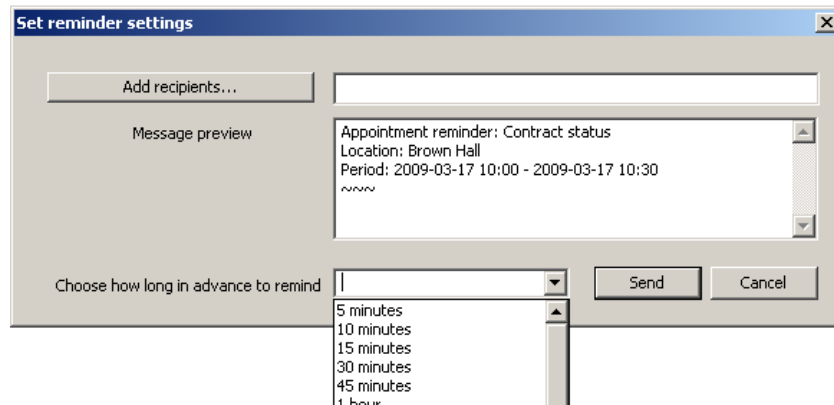 Set reminder settings
Add recipients...
Message preview
Appointment reminder: Contract status
Location: Brown Hall
Period: 2009-03-17 10:00 - 2009-03-17 10:30
~~~
Choose how long in advance to remind
Send
Cancel
5 minutes
10 minutes
15 minutes
30 minutes
45 minutes
1 hour